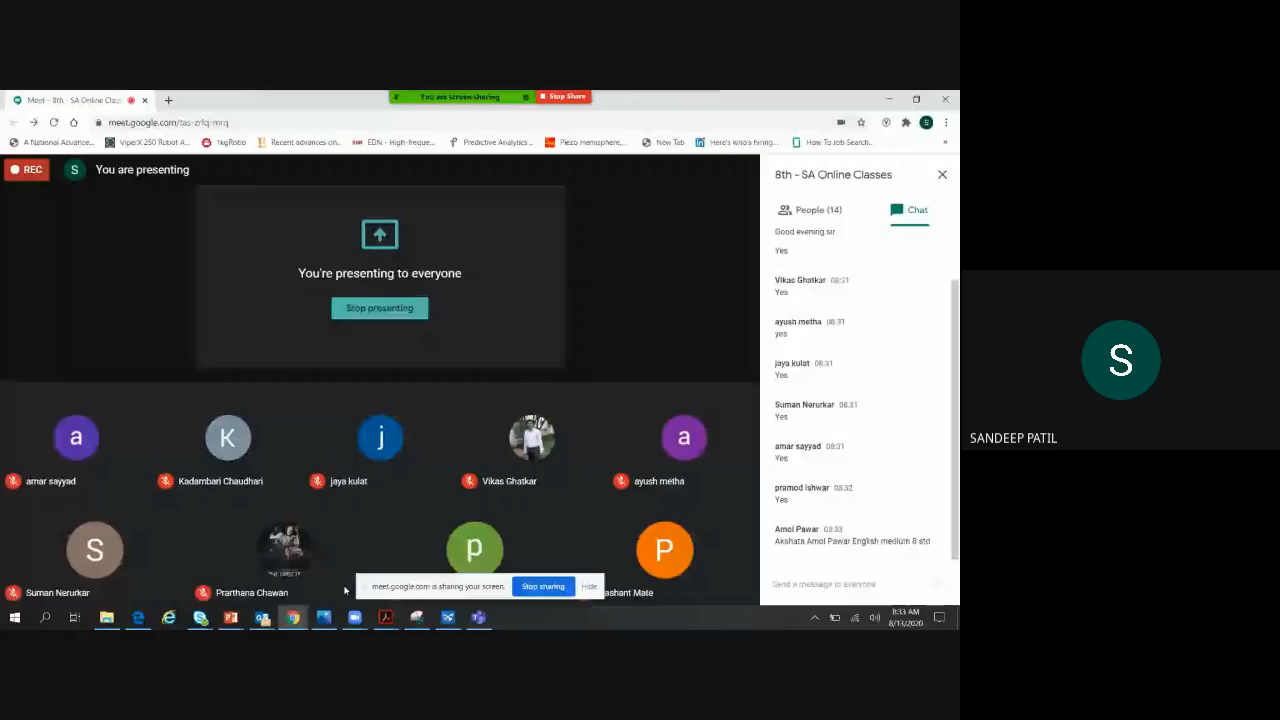 You are screen sharing
Stop Share
Meet – 8th - SA Online Clas
meet.google.com/tas-zrfq-mrq
A National Advance...
ViperX 250 Robot A...
Recent advances on...
EDN - High-freque...
Predictive Analytics...
Piezo Hemisphere,...
New Tab
Here's who's hiring...
How To Job Search...
»
REC
S
You are presenting
You're presenting to everyone
Stop presenting
a
K
j
a
amar sayyad
Kadambari Chaudhari
jaya kulat
Vikas Ghatkar
ayush metha
S
p
P
Suman Nerurkar
Prarthana Chawan
ashant Mate
meet.google.com is sharing your screen.
Stop sharing
Hide
8th - SA Online Classes
People (14)
Chat
Good evening sir
Yes
Vikas Ghatkar 08:31
Yes
ayush metha 08:31
yes
jaya kulat 08:31
Yes
Suman Nerurkar 08:31
Yes
amar sayyad 08:31
Yes
pramod Ishwar 08:32
Yes
Amol Pawar 08:33
Akshata Amol Pawar English medium 8 std
Send a message to everyone
8:33 AM
8/13/2020
S
SANDEEP PATIL